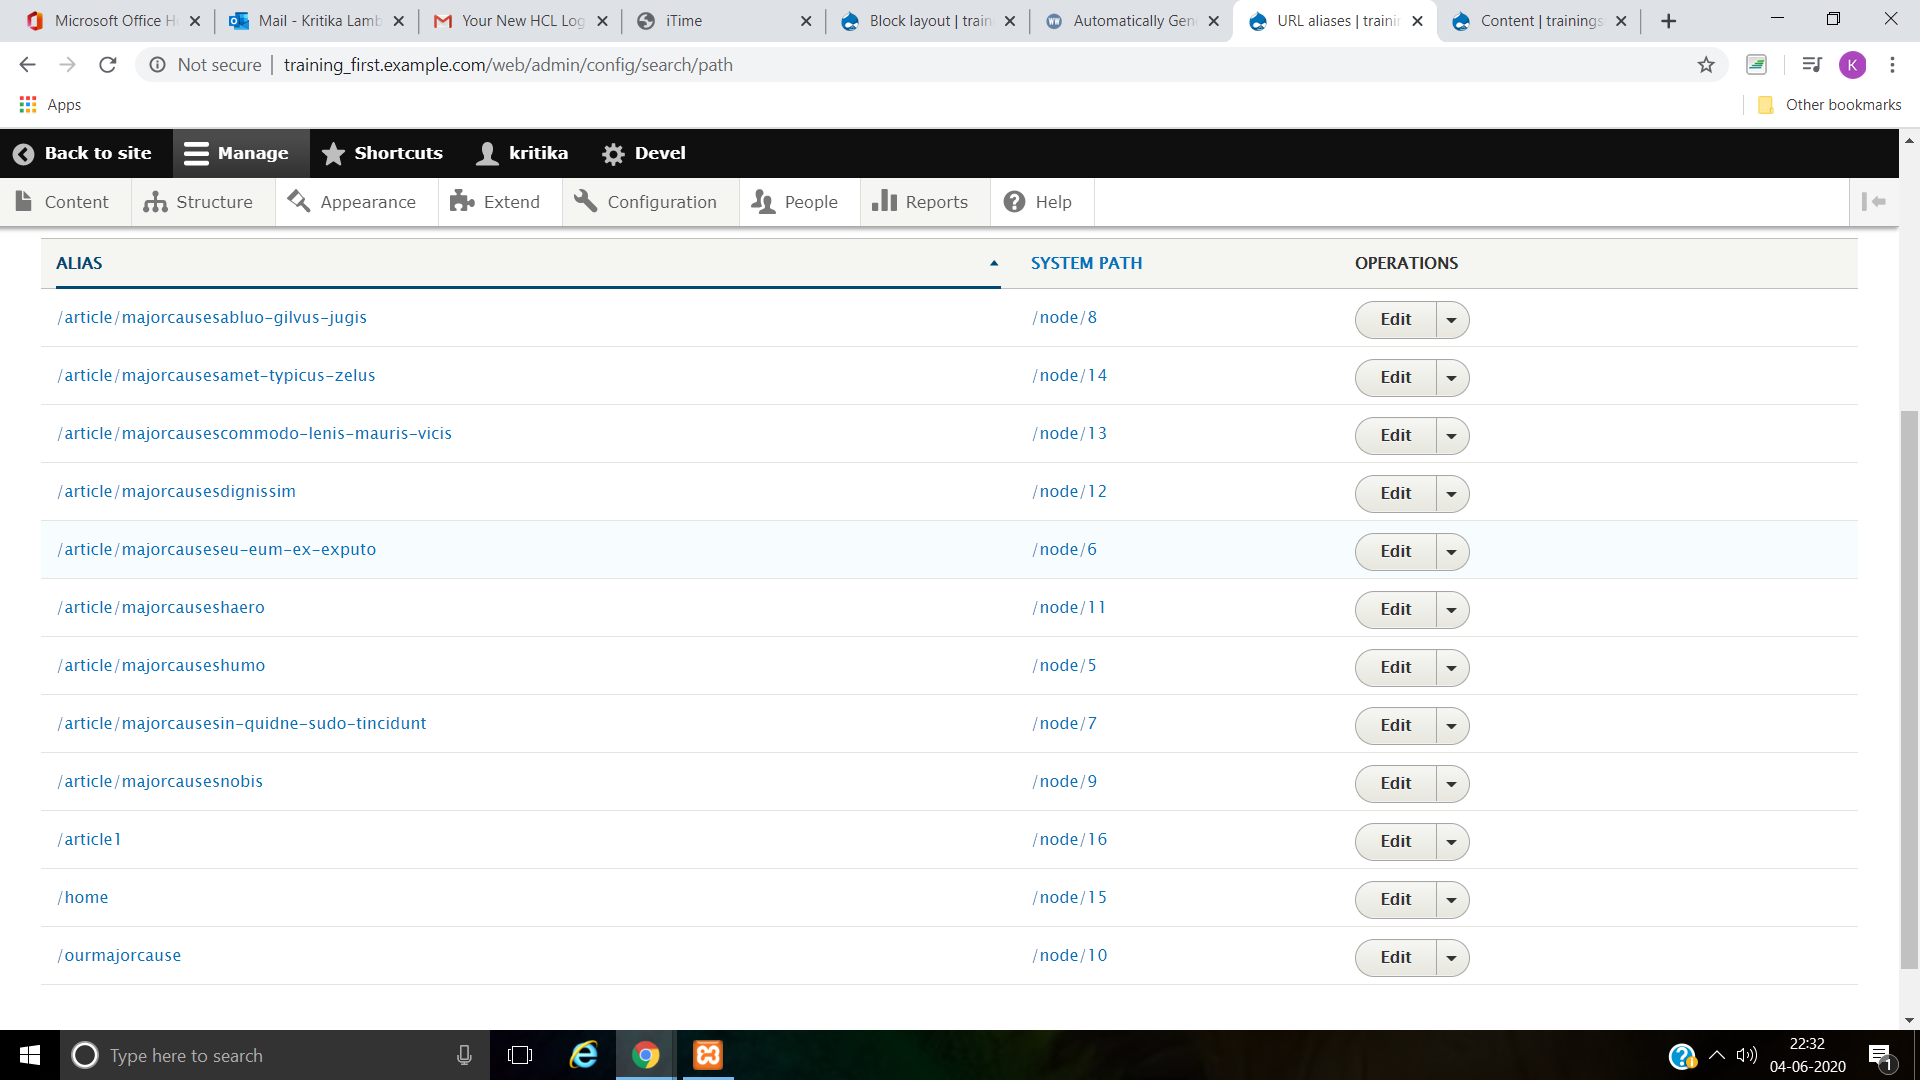 Microsoft Office H
Mail - Kritika Lamb
Your New HCL Log
iTime
Block layout | train
Automatically Gen
URL aliases | trainin
Content | trainings
Not secure | training_first.example.com/web/admin/config/search/path
K
Apps
Other bookmarks
Back to site Manage Shortcuts kritika Devel
Content Structure Appearance Extend Configuration People Reports Help
ALIAS SYSTEM PATH OPERATIONS
/article/majorcausesabluo-gilvus-jugis /node/8 Edit
/article/majorcausesamet-typicus-zelus /node/14 Edit
/article/majorcausescommodo-lenis-mauris-vicis /node/13 Edit
/article/majorcausesdignissim /node/12 Edit
/article/majorcauseseu-eum-ex-exputo /node/6 Edit
/article/majorcauseshaero /node/11 Edit
/article/majorcauseshumo /node/5 Edit
/article/majorcausesin-quidne-sudo-tincidunt /node/7 Edit
/article/majorcausesnobis /node/9 Edit
/article1 /node/16 Edit
/home /node/15 Edit
/ourmajorcause /node/10 Edit
Type here to search
22:32
04-06-2020
1